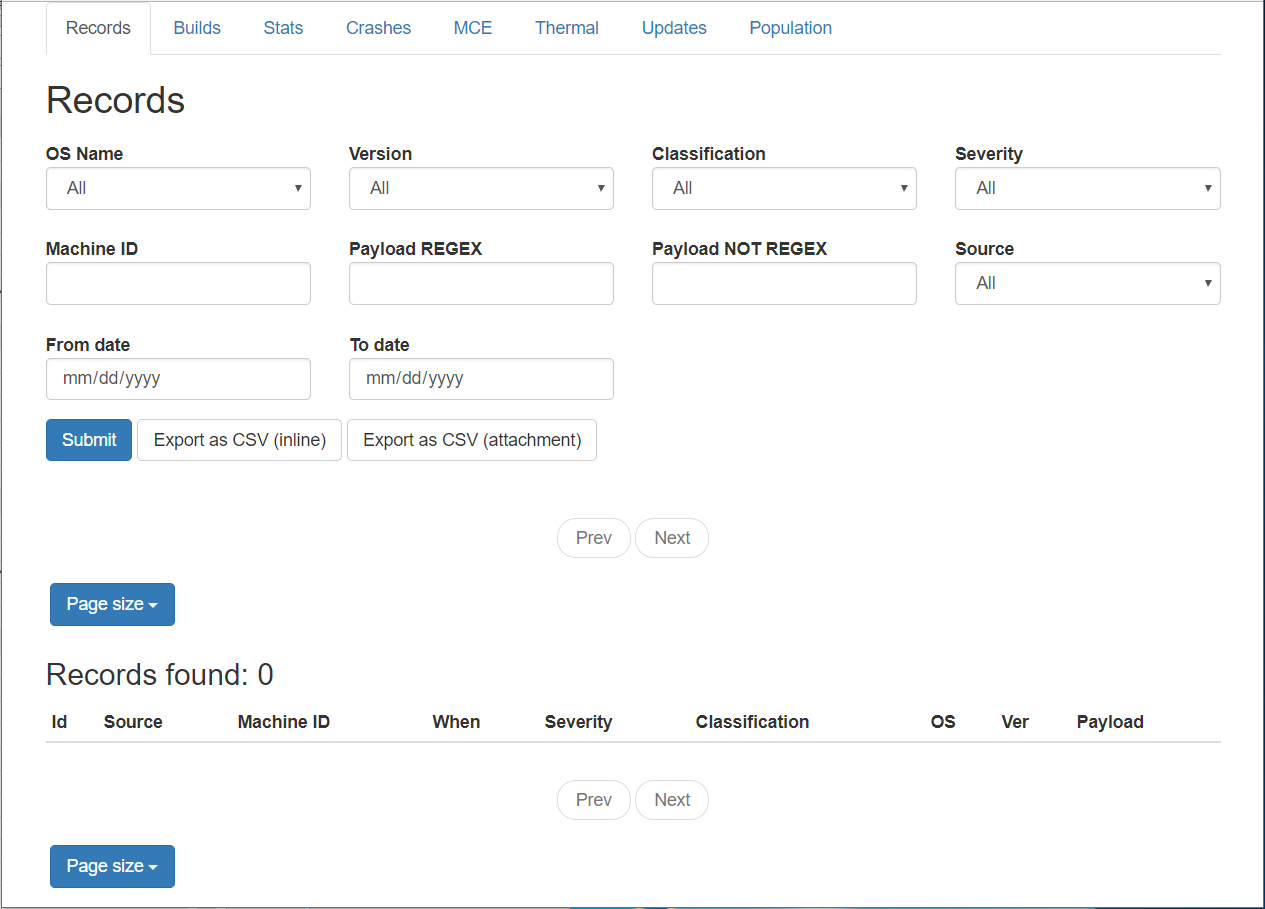 Records Builds Stats Crashes MCE Thermal Updates Population
Records
OS Name Version Classification Severity
All All All All
Machine ID Payload REGEX Payload NOT REGEX Source
All
From date To date
mm/dd/yyyy mm/dd/yyyy
Submit Export as CSV (inline) Export as CSV (attachment)
Prev Next
Page size
Records found: 0
Id Source Machine ID When Severity Classification OS Ver Payload
Prev Next
Page size